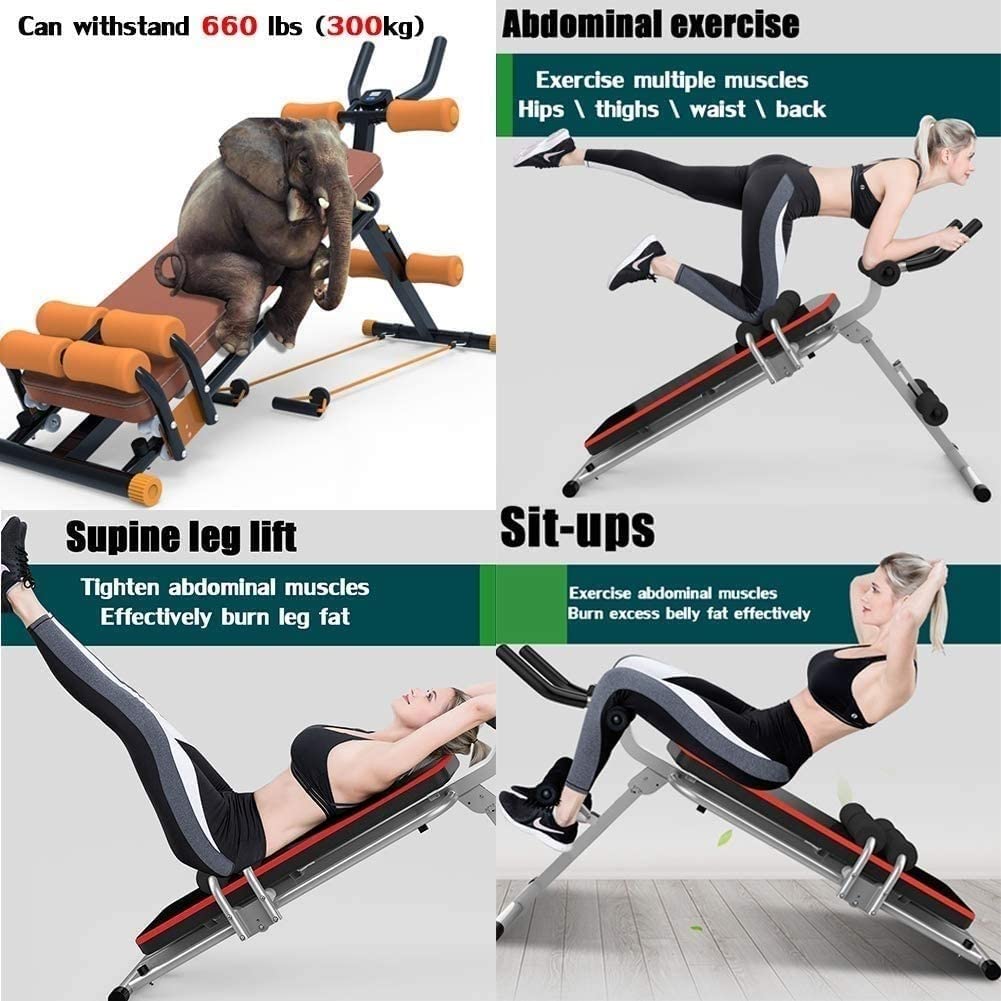 Can withstand 660 lbs (300kg)
Abdominal exercise
Exercise multiple muscles
Hips \ thighs \ waist \ back
Supine leg lift
Tighten abdominal muscles
Effectively burn leg fat
Sit-ups
Exercise abdominal muscles
Burn excess belly fat effectively